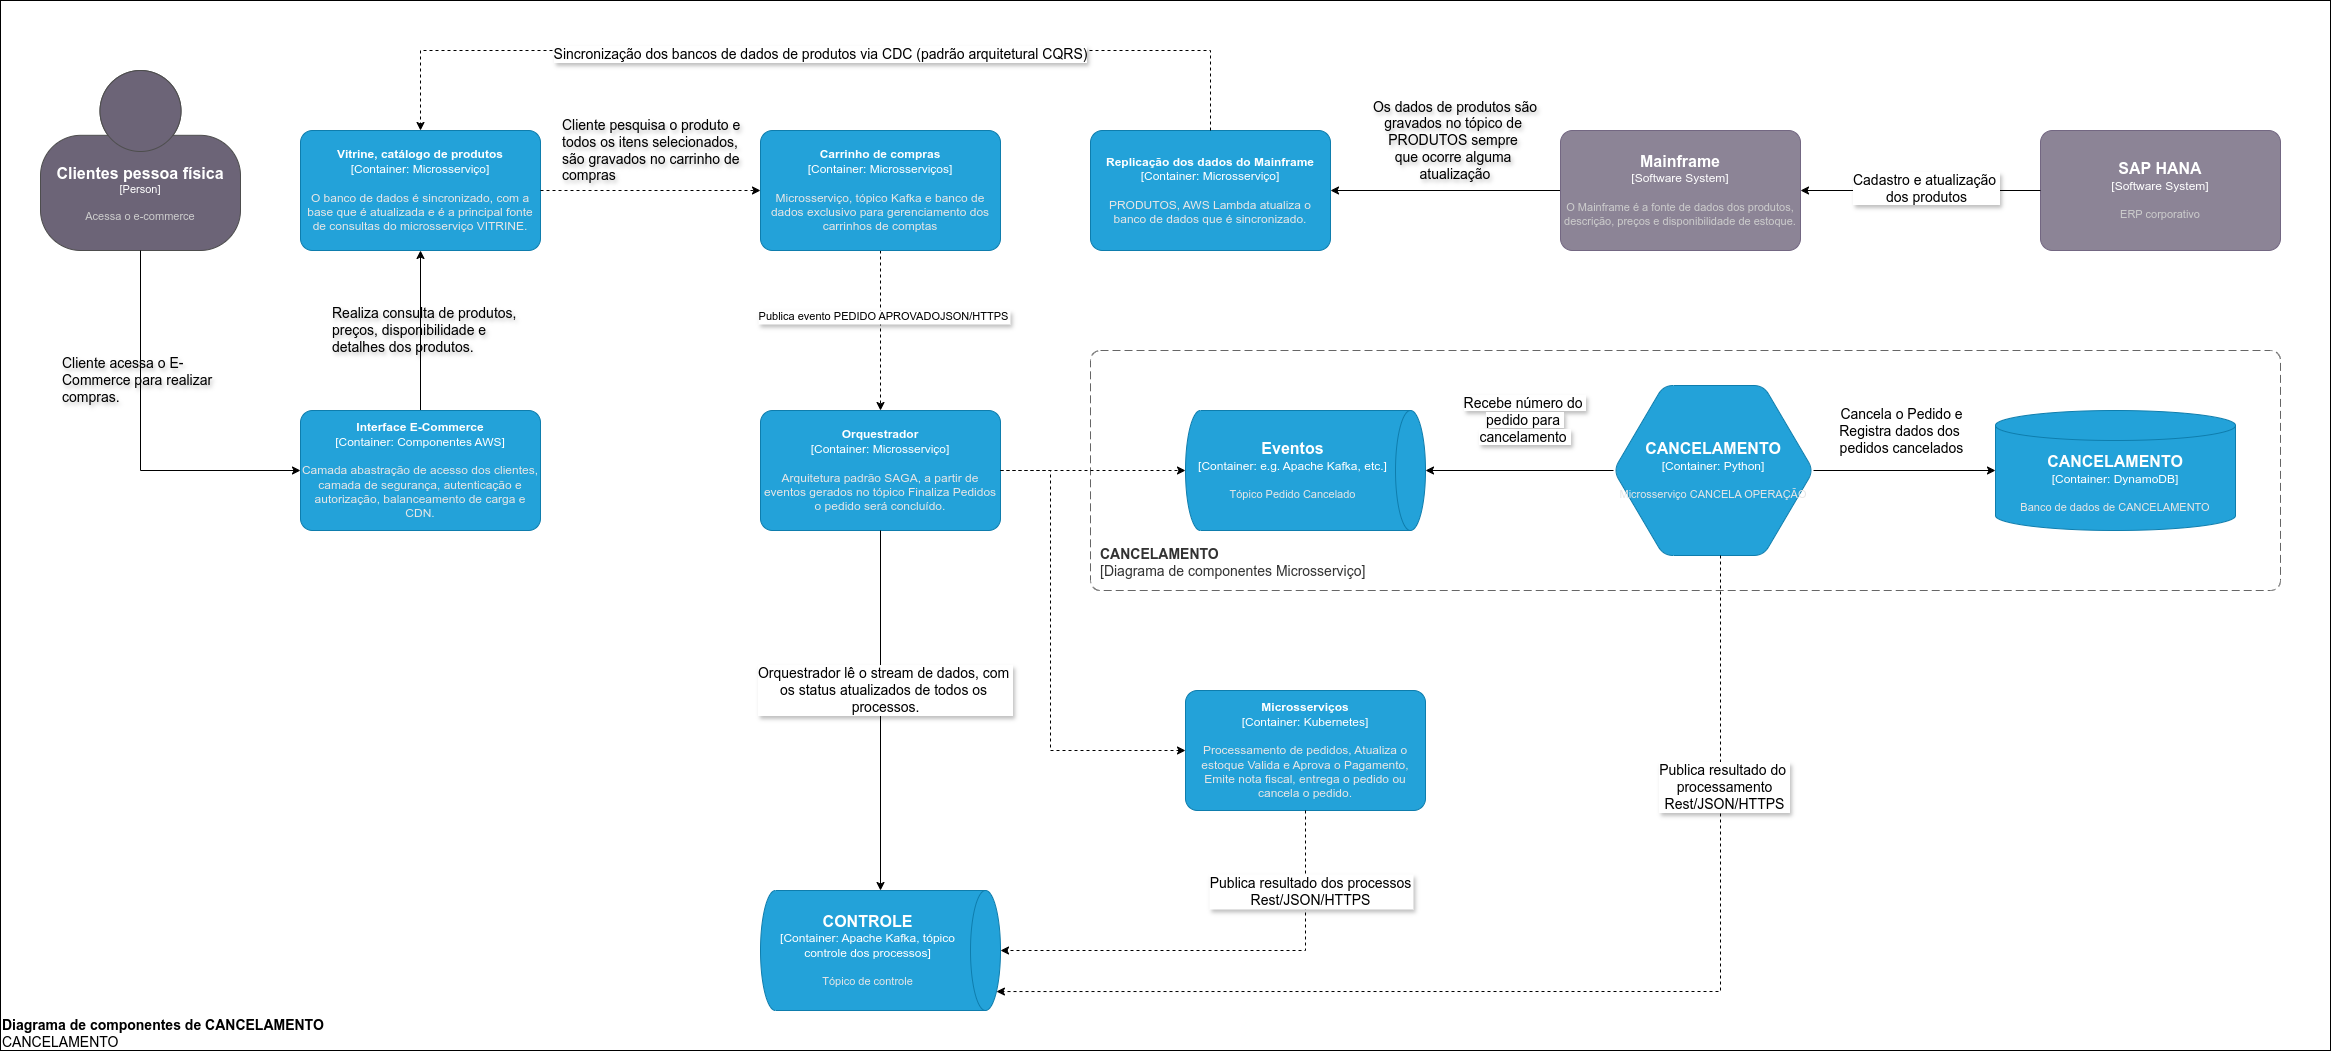 Sincronização dos bancos de dados de produtos via CDC (padrão arquitetural CQRS)
Clientes pessoa física
[Person]
Acessa o e-commerce
Vitrine, catálogo de produtos
[Container: Microsserviço]
O banco de dados é sincronizado, com a
base que é atualizada e é a principal fonte
de consultas do microsserviço VITRINE.
Cliente pesquisa o produto e
todos os itens selecionados,
são gravados no carrinho de
compras
Carrinho de compras
[Container: Microsserviços]
Microsserviço, tópico Kafka e banco de
dados exclusivo para gerenciamento dos
carrinhos de comptas
Replicação dos dados do Mainframe
[Container: Microsserviço]
PRODUTOS, AWS Lambda atualiza o
banco de dados que é sincronizado.
Os dados de produtos são
gravados no tópico de
PRODUTOS sempre
que ocorre alguma
atualização
Mainframe
[Software System]
O Mainframe é a fonte de dados dos produtos,
descrição, preços e disponibilidade de estoque.
Cadastro e atualização
dos produtos
SAP HANA
[Software System]
ERP corporativo
Cliente acessa o E-
Commerce para realizar
compras.
Realiza consulta de produtos,
preços, disponibilidade e
detalhes dos produtos.
Publica evento PEDIDO APROVADOJSON/HTTPS
Interface E-Commerce
[Container: Componentes AWS]
Camada abastração de acesso dos clientes,
camada de segurança, autenticação e
autorização, balanceamento de carga e
CDN.
Orquestrador
[Container: Microsserviço]
Arquitetura padrão SAGA, a partir de
eventos gerados no tópico Finaliza Pedidos
o pedido será concluído.
Eventos
[Container: e.g. Apache Kafka, etc.]
Tópico Pedido Cancelado
Recebe número do
pedido para
cancelamento
CANCELAMENTO
[Container: Python]
Microsserviço CANCELA OPERAÇÃO
Cancela o Pedido e
Registra dados dos
pedidos cancelados
CANCELAMENTO
[Container: DynamoDB]
Banco de dados de CANCELAMENTO
CANCELAMENTO
[Diagrama de componentes Microsserviço]
Orquestrador lê o stream de dados, com
os status atualizados de todos os
processos.
Microsserviços
[Container: Kubernetes]
Processamento de pedidos, Atualiza o
estoque Valida e Aprova o Pagamento,
Emite nota fiscal, entrega o pedido ou
cancela o pedido.
Publica resultado do
processamento
Rest/JSON/HTTPS
Publica resultado dos processos
Rest/JSON/HTTPS
CONTROLE
[Container: Apache Kafka, tópico
controle dos processos]
Tópico de controle
Diagrama de componentes de CANCELAMENTO
CANCELAMENTO